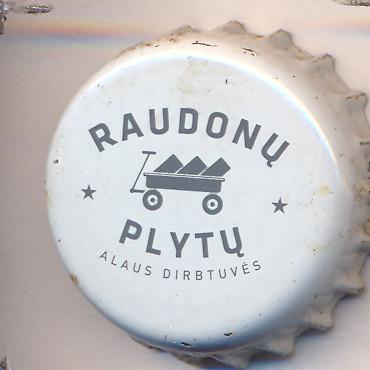 RAUDONŲ
PLYTŲ
ALAUS DIRBTUVĖS